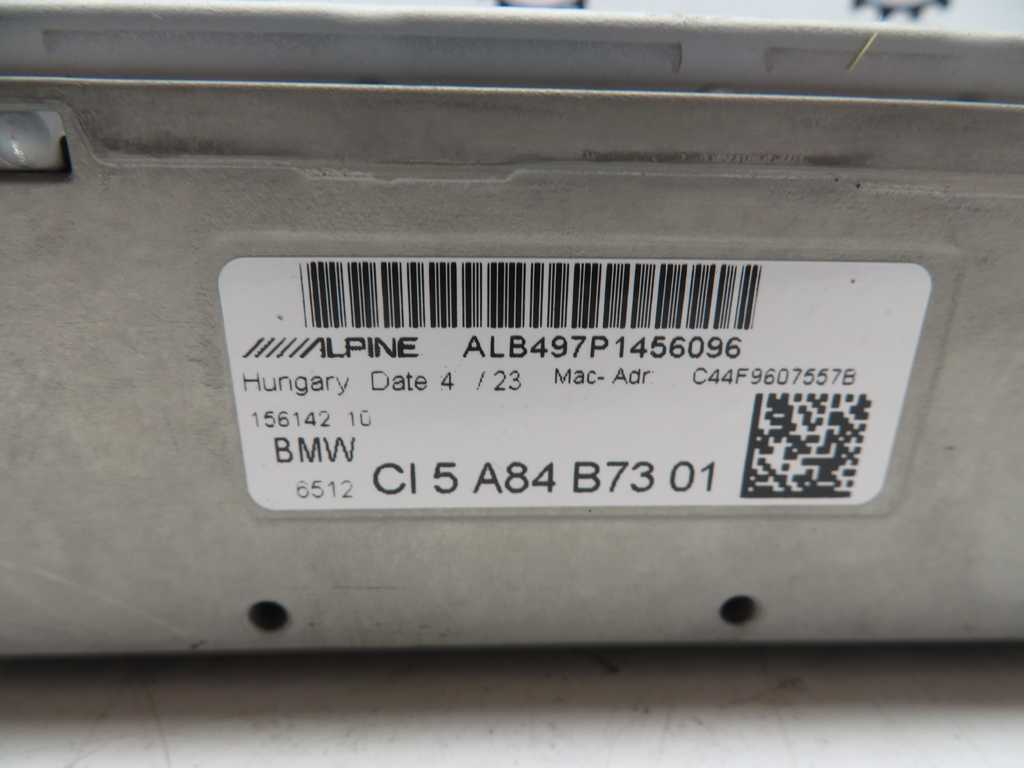 ALPINE ALB497P1456096
Hungary Date 4 / 23 Mac- Adr: C44F9607557B
156142 10
BMW
6512 CI 5 A84 B73 01